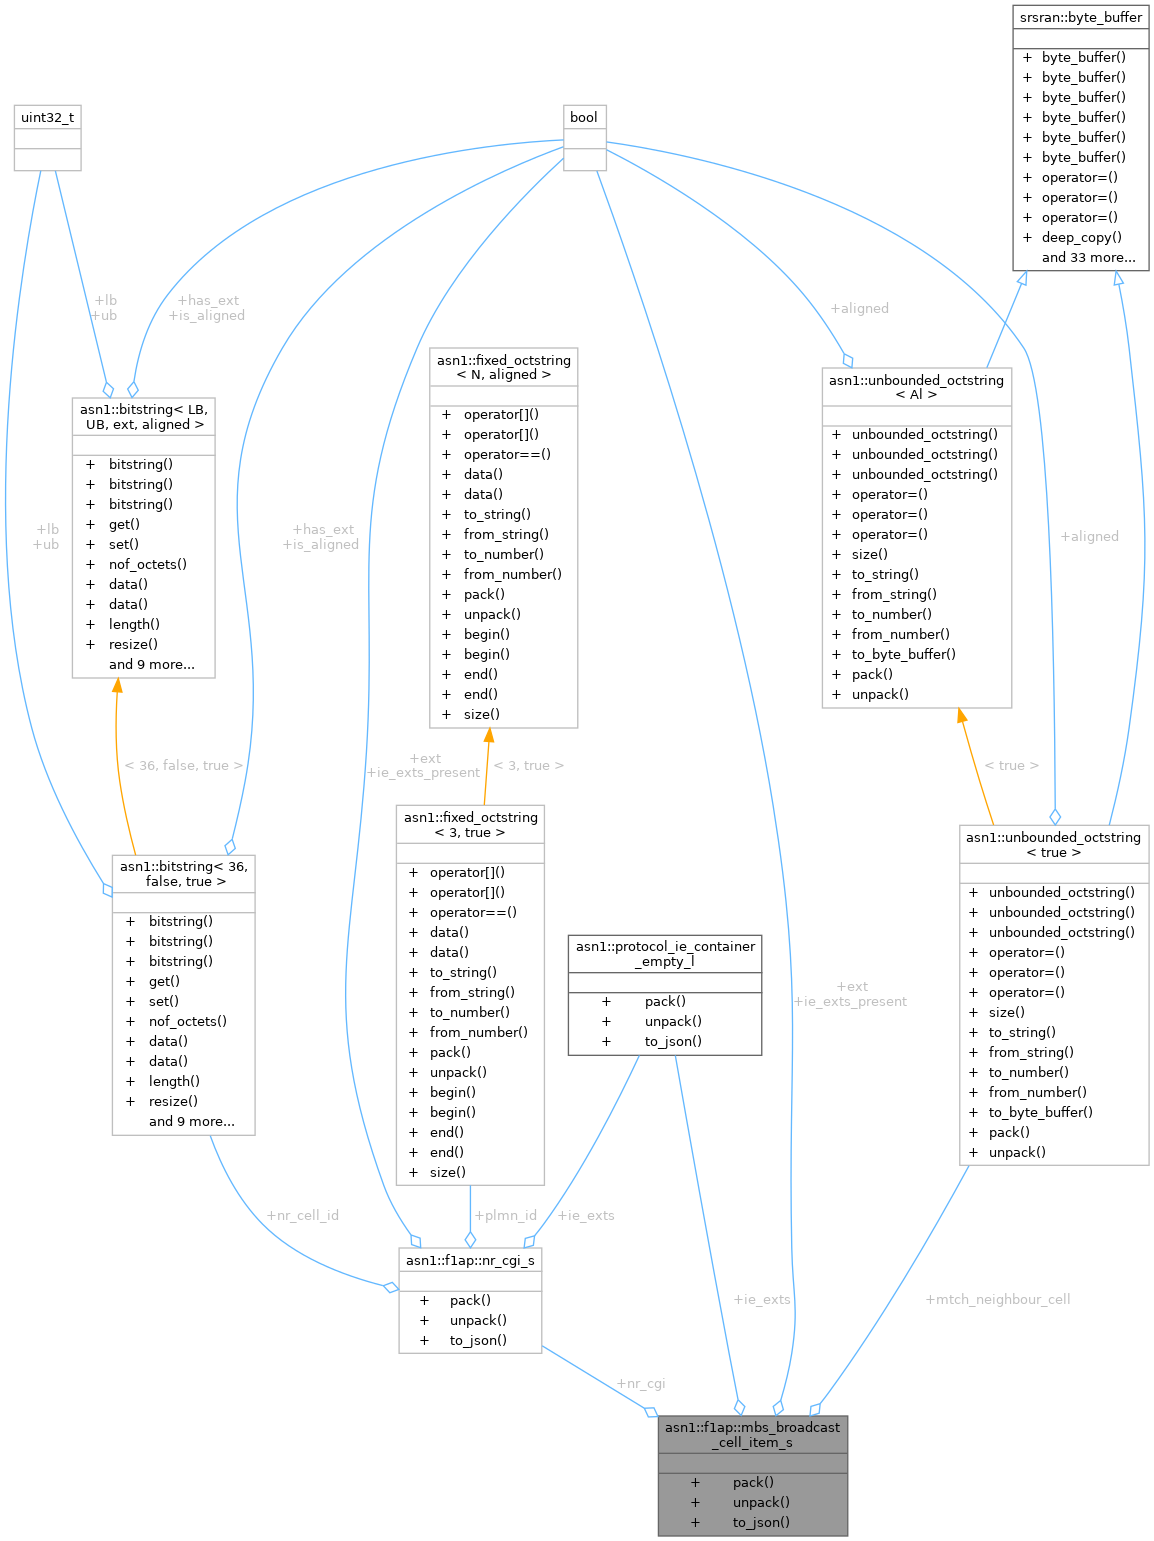 srsran::byte_buffer
+ byte_buffer()
+ byte_buffer()
+ byte_buffer()
+ byte_buffer()
+ byte_buffer()
+ byte_buffer()
+ operator=()
+ operator=()
+ operator=()
+ deep_copy()
and 33 more...
uint32_t
bool
+lb
+ub
+has_ext
+is_aligned
+aligned
asn1::bitstring< LB,
UB, ext, aligned >
+ bitstring()
+ bitstring()
+ bitstring()
+ get()
+ set()
+ nof_octets()
+ data()
+ data()
+ length()
+ resize()
and 9 more...
asn1::fixed_octstring
< N, aligned >
+ operator[]()
+ operator[]()
+ operator==()
+ data()
+ data()
+ to_string()
+ from_string()
+ to_number()
+ from_number()
+ pack()
+ unpack()
+ begin()
+ begin()
+ end()
+ end()
+ size()
asn1::unbounded_octstring
< Al >
+ unbounded_octstring()
+ unbounded_octstring()
+ unbounded_octstring()
+ operator=()
+ operator=()
+ operator=()
+ size()
+ to_string()
+ from_string()
+ to_number()
+ from_number()
+ to_byte_buffer()
+ pack()
+ unpack()
+lb
+ub
+has_ext
+is_aligned
+aligned
< 36, false, true >
+ext
+ie_exts_present
< 3, true >
< true >
asn1::bitstring< 36,
false, true >
+ bitstring()
+ bitstring()
+ bitstring()
+ get()
+ set()
+ nof_octets()
+ data()
+ data()
+ length()
+ resize()
and 9 more...
asn1::fixed_octstring
< 3, true >
+ operator[]()
+ operator[]()
+ operator==()
+ data()
+ data()
+ to_string()
+ from_string()
+ to_number()
+ from_number()
+ pack()
+ unpack()
+ begin()
+ begin()
+ end()
+ end()
+ size()
asn1::protocol_ie_container
_empty_l
+ pack()
+ unpack()
+ to_json()
+ext
+ie_exts_present
asn1::unbounded_octstring
< true >
+ unbounded_octstring()
+ unbounded_octstring()
+ unbounded_octstring()
+ operator=()
+ operator=()
+ operator=()
+ size()
+ to_string()
+ from_string()
+ to_number()
+ from_number()
+ to_byte_buffer()
+ pack()
+ unpack()
+nr_cell_id
+plmn_id
+ie_exts
asn1::f1ap::nr_cgi_s
+ pack()
+ unpack()
+ to_json()
+ie_exts
+mtch_neighbour_cell
+nr_cgi
asn1::f1ap::mbs_broadcast
_cell_item_s
+ pack()
+ unpack()
+ to_json()